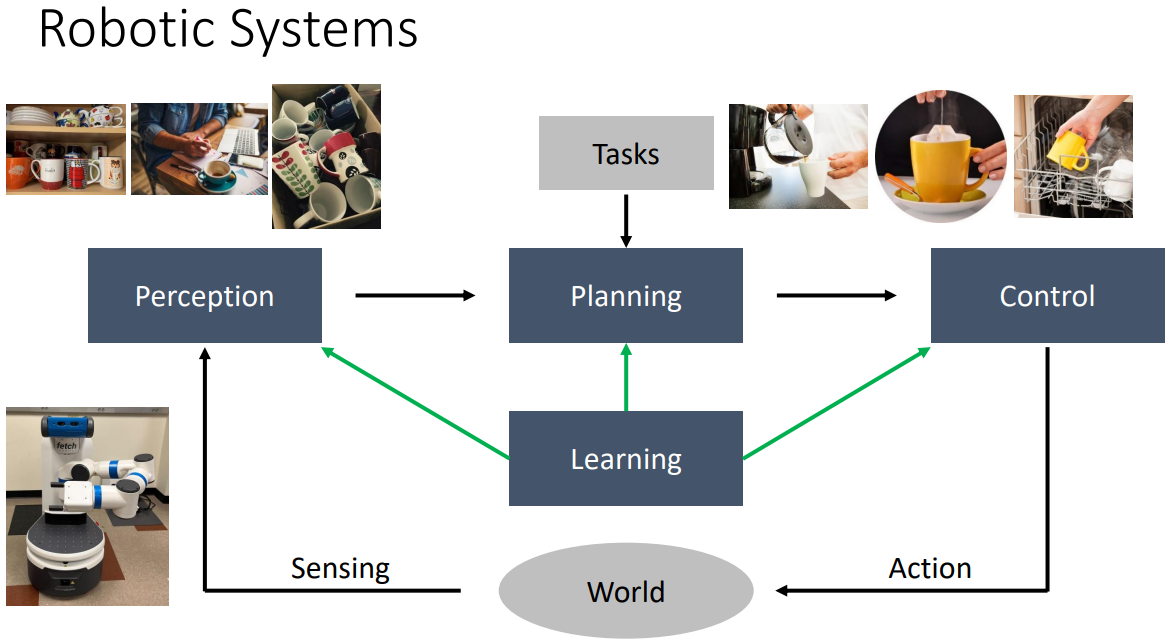 Robotic Systems
Tasks
Perception
Planning
Control
Learning
fetch
Sensing
World
Action